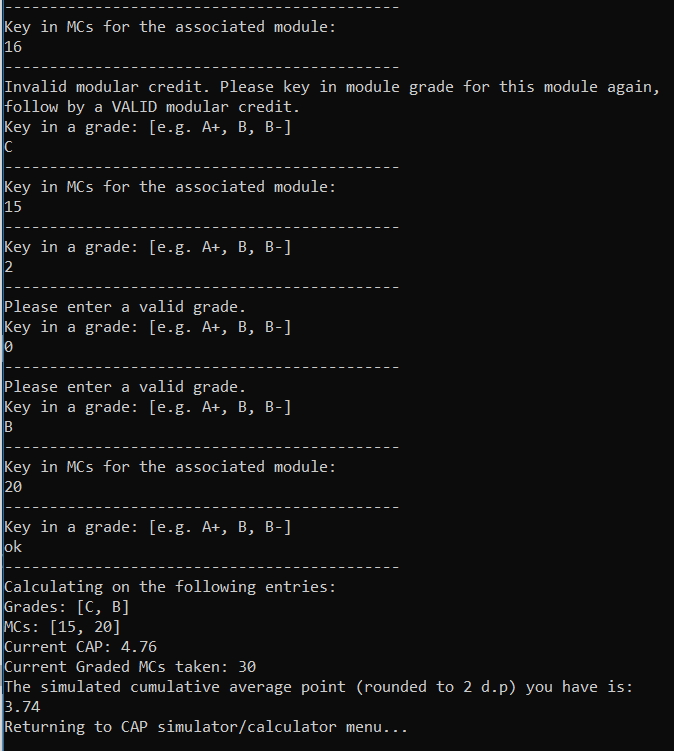 --------------------------------------------
Key in MCs for the associated module:
16
--------------------------------------------
Invalid modular credit. Please key in module grade for this module again,
follow by a VALID modular credit.
Key in a grade: [e.g. A+, B, B-]
C
--------------------------------------------
Key in MCs for the associated module:
15
--------------------------------------------
Key in a grade: [e.g. A+, B, B-]
2
--------------------------------------------
Please enter a valid grade.
Key in a grade: [e.g. A+, B, B-]
0
--------------------------------------------
Please enter a valid grade.
Key in a grade: [e.g. A+, B, B-]
B
--------------------------------------------
Key in MCs for the associated module:
20
--------------------------------------------
Key in a grade: [e.g. A+, B, B-]
ok
--------------------------------------------
Calculating on the following entries:
Grades: [C, B]
MCs: [15, 20]
Current CAP: 4.76
Current Graded MCs taken: 30
The simulated cumulative average point (rounded to 2 d.p) you have is:
3.74
Returning to CAP simulator/calculator menu...